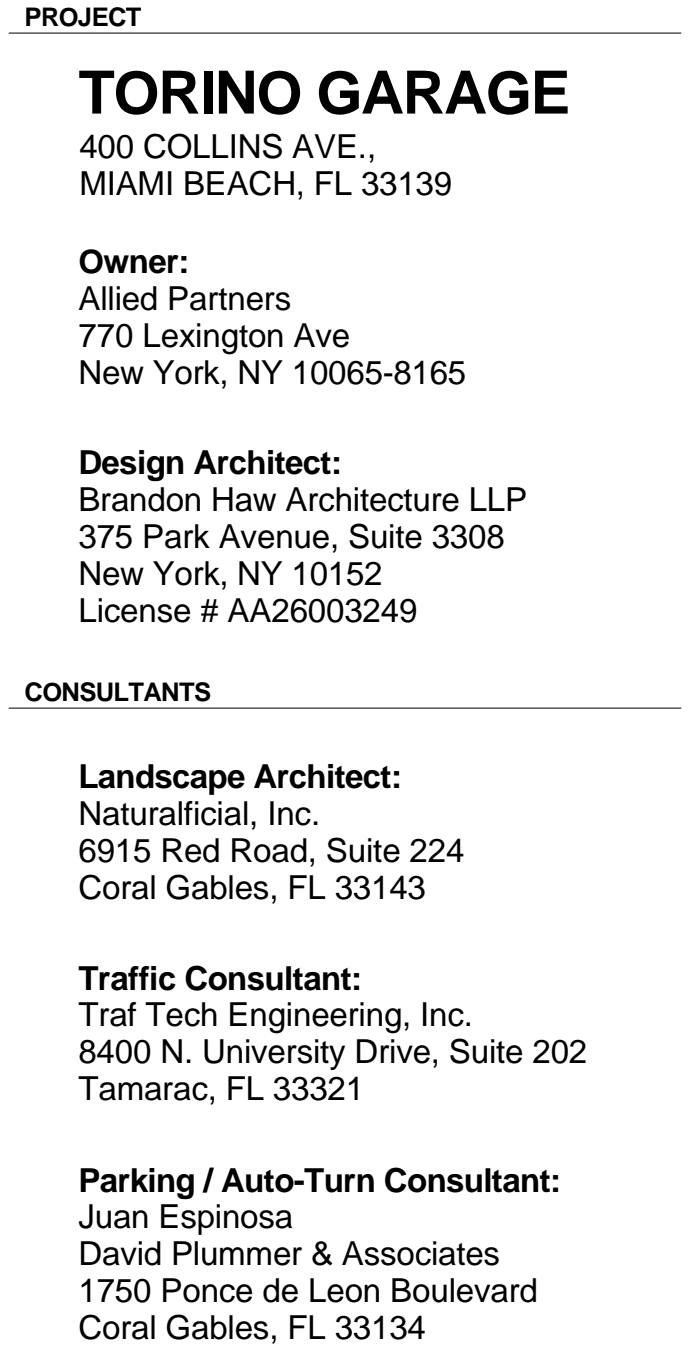 PROJECT
TORINO GARAGE
400 COLLINS AVE.,
MIAMI BEACH, FL 33139
Owner:
Allied Partners
770 Lexington Ave
New York, NY 10065-8165
Design Architect:
Brandon Haw Architecture LLP
375 Park Avenue, Suite 3308
New York, NY 10152
License # AA26003249
CONSULTANTS
Landscape Architect:
Naturalficial, Inc.
6915 Red Road, Suite 224
Coral Gables, FL 33143
Traffic Consultant:
Traf Tech Engineering, Inc.
8400 N. University Drive, Suite 202
Tamarac, FL 33321
Parking / Auto-Turn Consultant:
Juan Espinosa
David Plummer & Associates
1750 Ponce de Leon Boulevard
Coral Gables, FL 33134